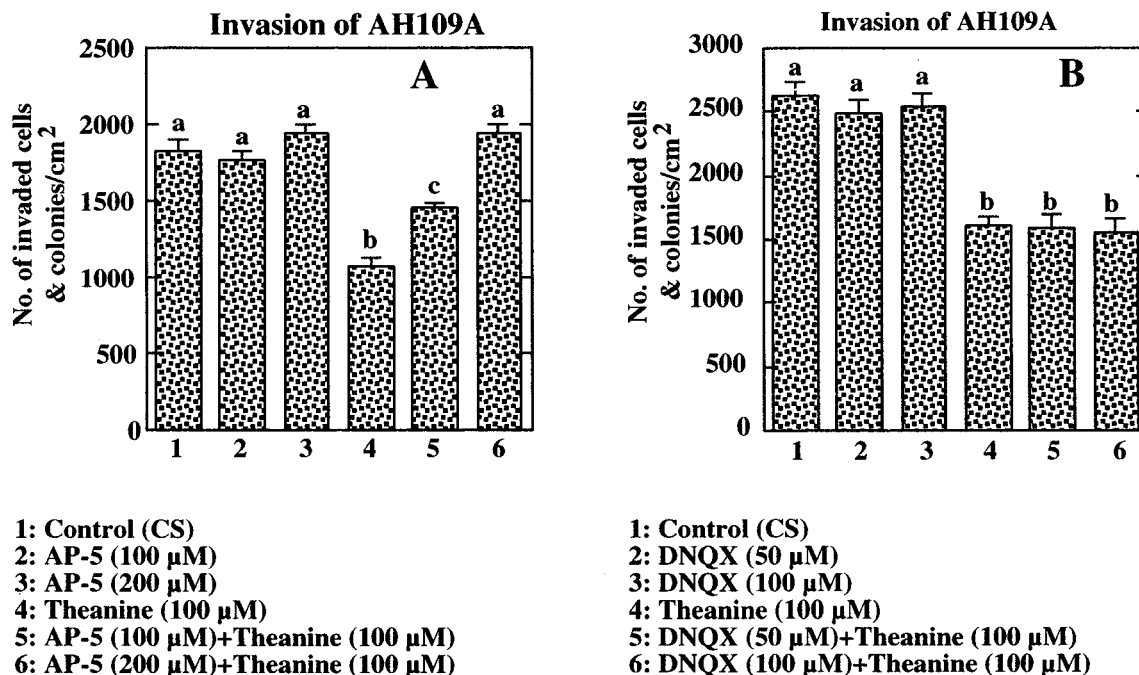 Invasion of AH109A
A
No. of invaded cells
& colonies/cm²
2500
2000
1500
1000
500
0
a
a
a
b
c
a
1 2 3 4 5 6
1: Control (CS)
2: AP-5 (100 µM)
3: AP-5 (200 µM)
4: Theanine (100 µM)
5: AP-5 (100 µM)+Theanine (100 µM)
6: AP-5 (200 µM)+Theanine (100 µM)
Invasion of AH109A
B
No. of invaded cells
& colonies/cm²
3000
2500
2000
1500
1000
500
0
a
a
a
b
b
b
1 2 3 4 5 6
1: Control (CS)
2: DNQX (50 µM)
3: DNQX (100 µM)
4: Theanine (100 µM)
5: DNQX (50 µM)+Theanine (100 µM)
6: DNQX (100 µM)+Theanine (100 µM)